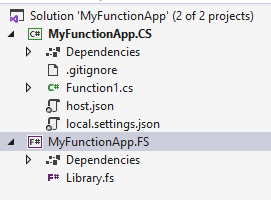 Solution 'MyFunctionApp' (2 of 2 projects)
C# MyFunctionApp.CS
Dependencies
.gitignore
C# Function1.cs
host.json
local.settings.json
F# MyFunctionApp.FS
Dependencies
Library.fs